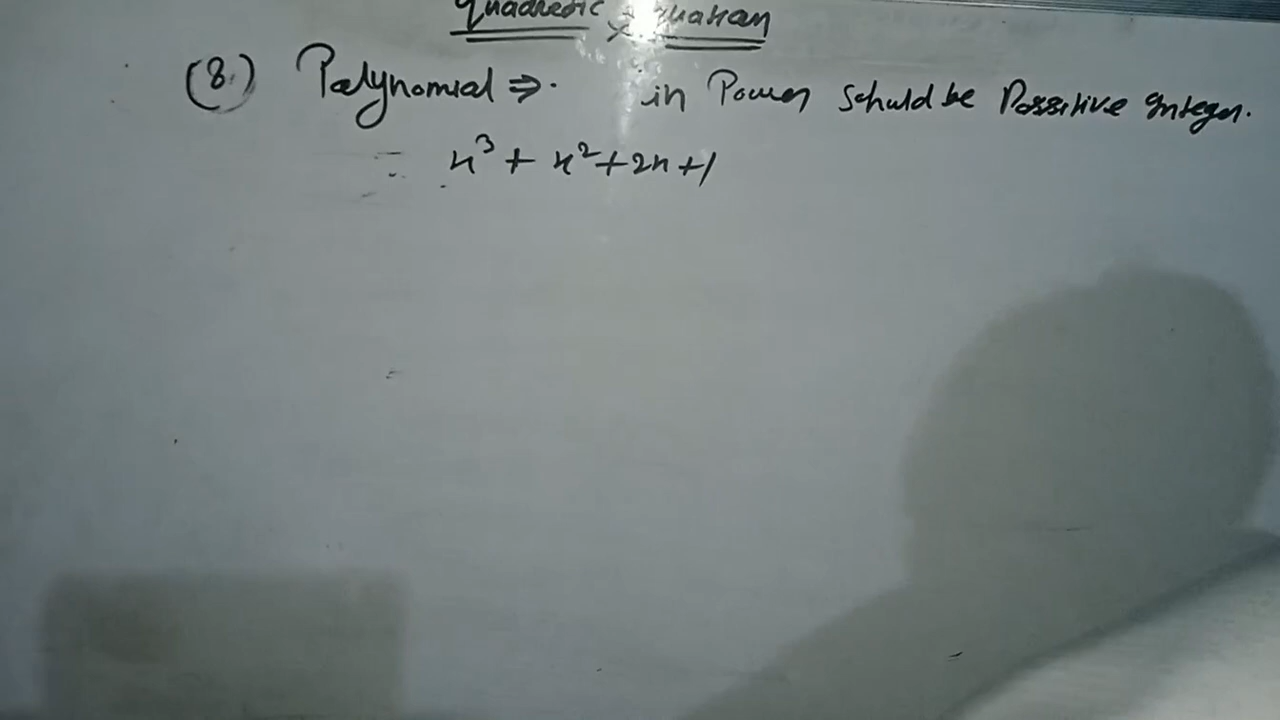 Quadratic Equation
(8.) Polynomial ⇒. in Power should be Possitive Integer.
= x³ + x² + 2x + 1